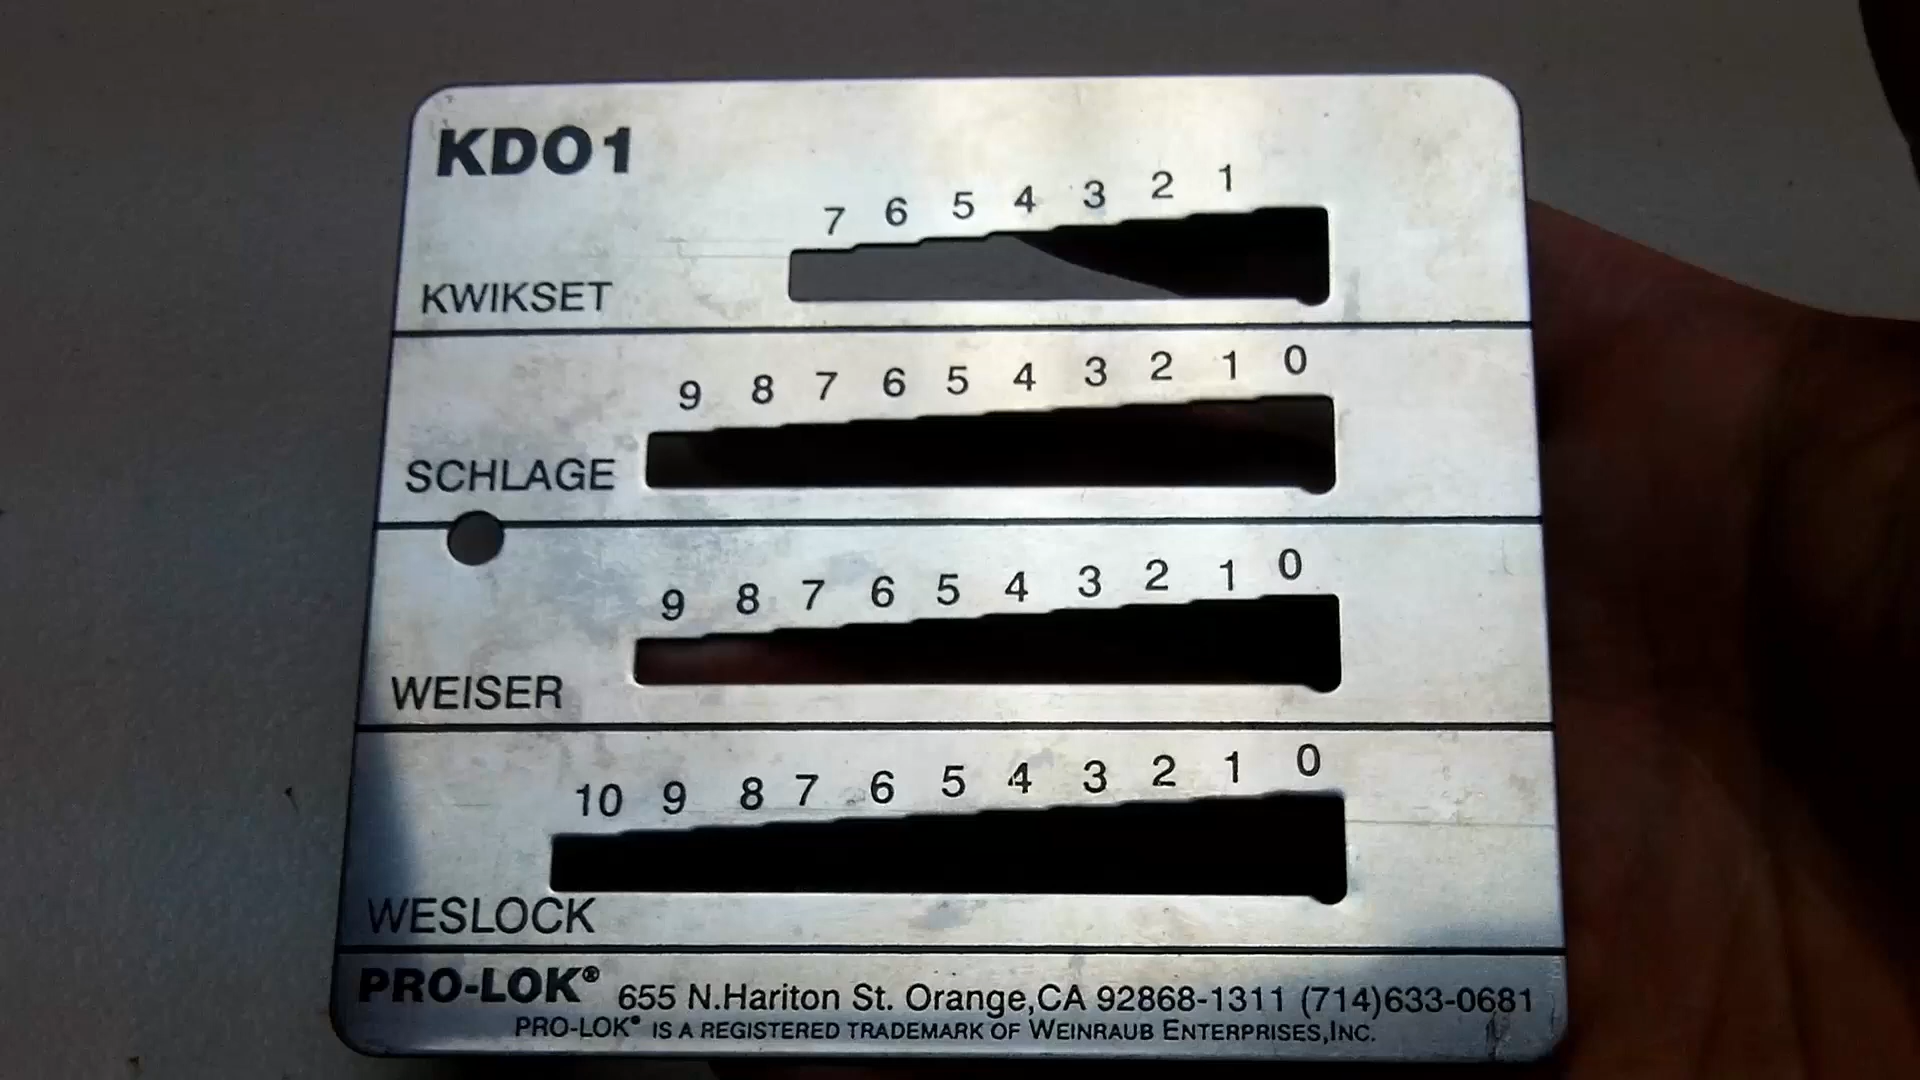 KDO1
7 6 5 4 3 2 1
KWIKSET
9 8 7 6 5 4 3 2 1 0
SCHLAGE
9 8 7 6 5 4 3 2 1 0
WEISER
10 9 8 7 6 5 4 3 2 1 0
WESLOCK
PRO-LOK® 655 N.Hariton St. Orange,CA 92868-1311 (714)633-0681
PRO-LOK® IS A REGISTERED TRADEMARK OF WEINRAUB ENTERPRISES,INC.